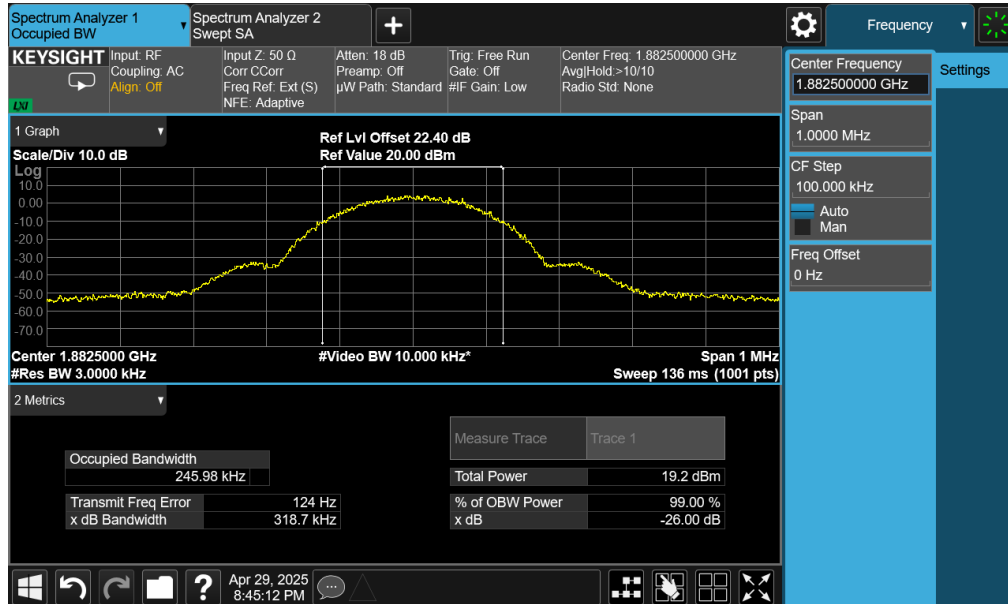 Spectrum Analyzer 1
Occupied BW
Spectrum Analyzer 2
Swept SA
+
Frequency
KEYSIGHT
LXI
Input: RF
Coupling: AC
Align: Off
Input Z: 50 Ω
Corr CCorr
Freq Ref: Ext (S)
NFE: Adaptive
Atten: 18 dB
Preamp: Off
µW Path: Standard
Trig: Free Run
Gate: Off
#IF Gain: Low
Center Freq: 1.882500000 GHz
Avg|Hold:>10/10
Radio Std: None
Center Frequency
1.882500000 GHz
Settings
Span
1.0000 MHz
CF Step
100.000 kHz
Auto
Man
Freq Offset
0 Hz
1 Graph
Scale/Div 10.0 dB
Ref Lvl Offset 22.40 dB
Ref Value 20.00 dBm
Log
10.0
0.00
-10.0
-20.0
-30.0
-40.0
-50.0
-60.0
-70.0
Center 1.8825000 GHz
#Video BW 10.000 kHz*
Span 1 MHz
#Res BW 3.0000 kHz
Sweep 136 ms (1001 pts)
2 Metrics
Measure Trace Trace 1
Occupied Bandwidth
245.98 kHz
Total Power 19.2 dBm
Transmit Freq Error 124 Hz
% of OBW Power 99.00 %
x dB Bandwidth 318.7 kHz
x dB -26.00 dB
?
Apr 29, 2025
8:45:12 PM